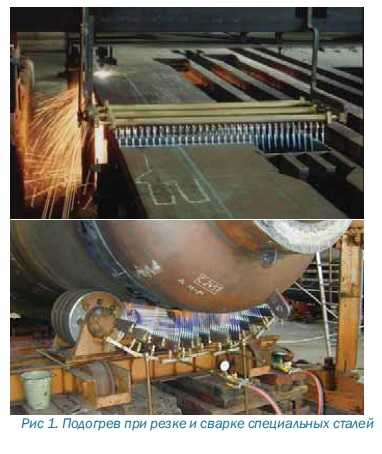 Рис 1. Подогрев при резке и сварке специальных сталей